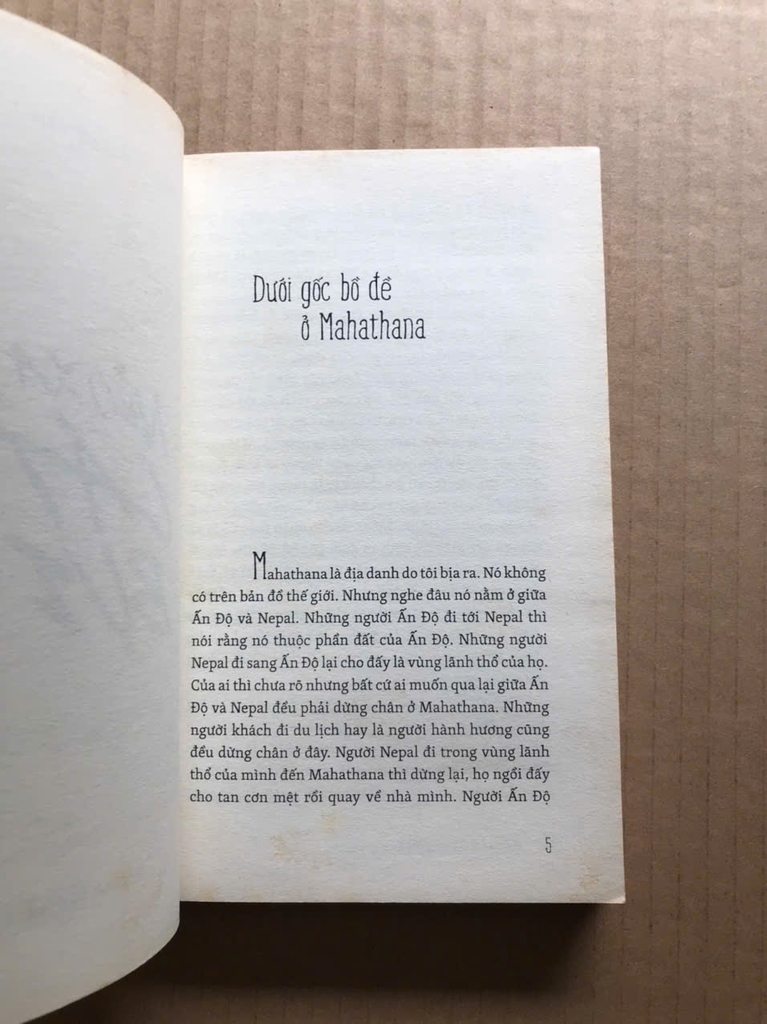 Dưới gốc bồ đề
ở Mahathana
Mahathana là địa danh do tôi bịa ra. Nó không
có trên bản đồ thế giới. Nhưng nghe đâu nó nằm ở giữa
Ấn Độ và Nepal. Những người Ấn Độ đi tới Nepal thì
nói rằng nó thuộc phần đất của Ấn Độ. Những người
Nepal đi sang Ấn Độ lại cho đấy là vùng lãnh thổ của họ.
Của ai thì chưa rõ nhưng bất cứ ai muốn qua lại giữa Ấn
Độ và Nepal đều phải dừng chân ở Mahathana. Những
người khách đi du lịch hay là người hành hương cũng
đều dừng chân ở đây. Người Nepal đi trong vùng lãnh
thổ của mình đến Mahathana thì dừng lại, họ ngồi đấy
cho tan cơn mệt rồi quay về nhà mình. Người Ấn Độ
5